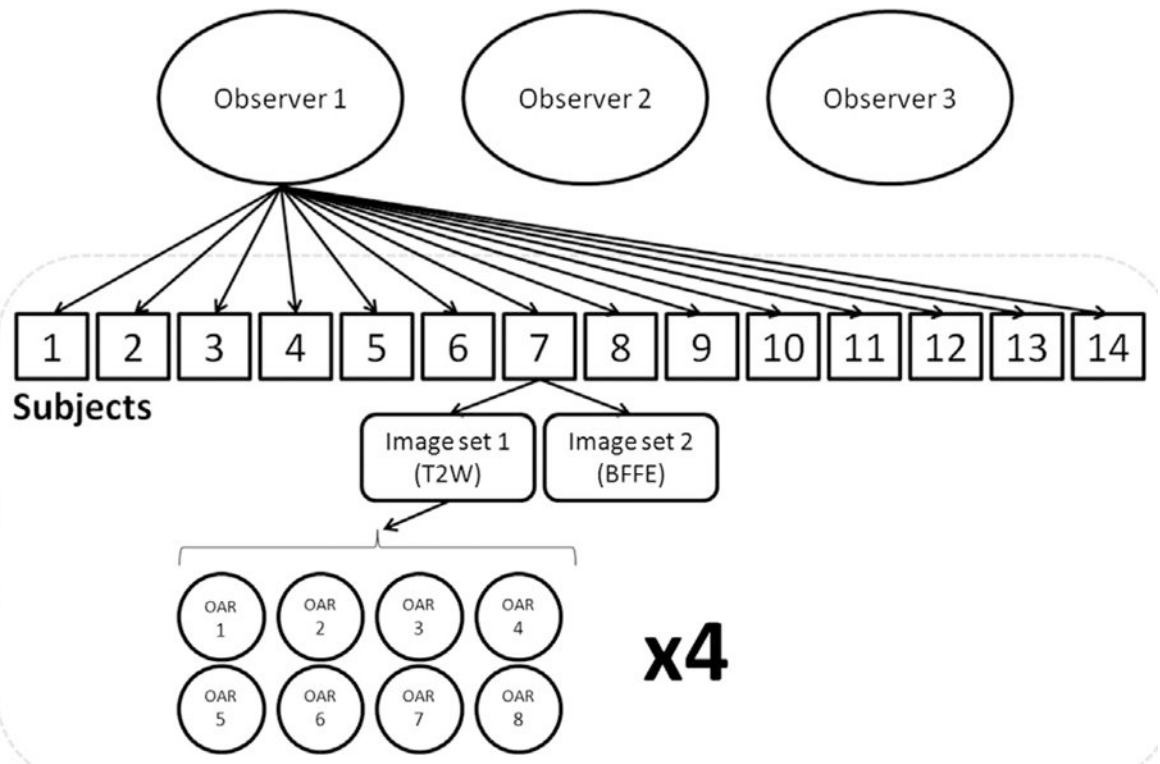 Observer 1
Observer 2
Observer 3
1 2 3 4 5 6 7 8 9 10 11 12 13 14
Subjects
Image set 1
(T2W)
Image set 2
(BFFE)
OAR
1
OAR
2
OAR
3
OAR
4
x4
OAR
5
OAR
6
OAR
7
OAR
8